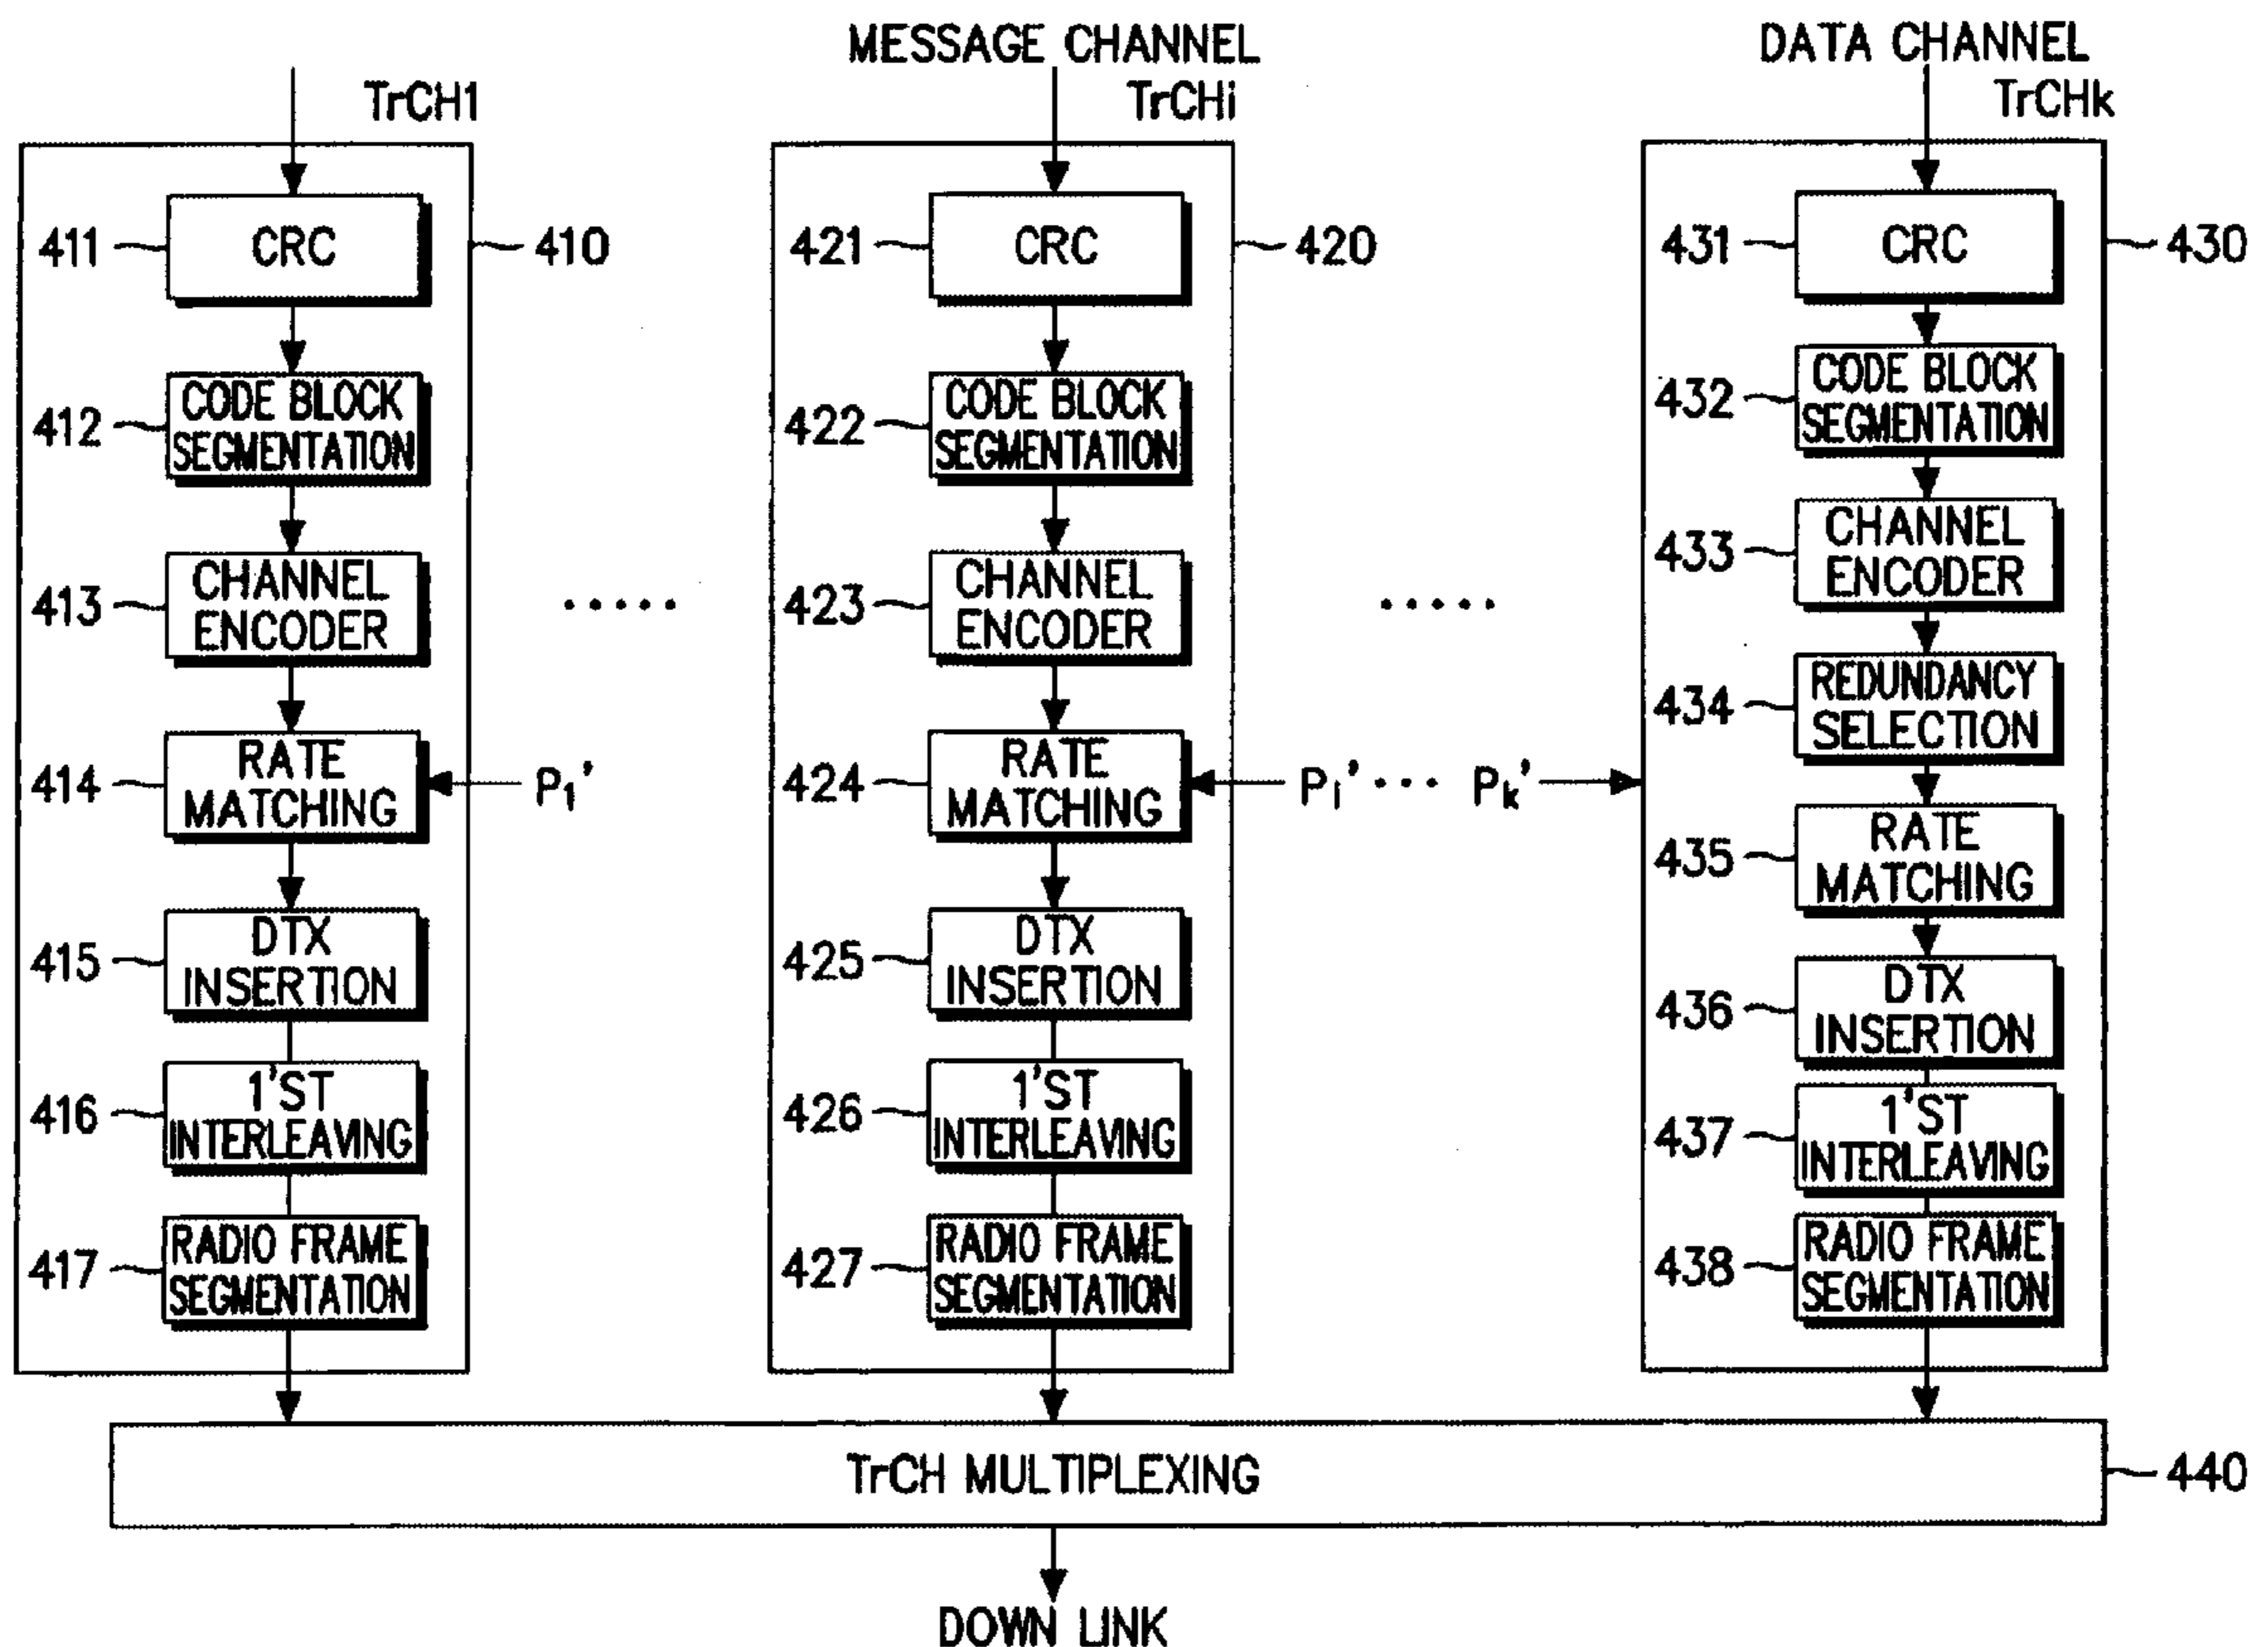 MESSAGE CHANNEL
DATA CHANNEL
TrCH1
TrCHi
TrCHk
411
CRC
410
421
CRC
420
431
CRC
430
412
CODE BLOCK
SEGMENTATION
422
CODE BLOCK
SEGMENTATION
432
CODE BLOCK
SEGMENTATION
413
CHANNEL
ENCODER
.....
423
CHANNEL
ENCODER
.....
433
CHANNEL
ENCODER
434
REDUNDANCY
SELECTION
414
RATE
MATCHING
P1'
424
RATE
MATCHING
Pi' ... Pk'
435
RATE
MATCHING
415
DTX
INSERTION
425
DTX
INSERTION
436
DTX
INSERTION
416
1'ST
INTERLEAVING
426
1'ST
INTERLEAVING
437
1'ST
INTERLEAVING
417
RADIO FRAME
SEGMENTATION
427
RADIO FRAME
SEGMENTATION
438
RADIO FRAME
SEGMENTATION
TrCH MULTIPLEXING
440
DOWN LINK